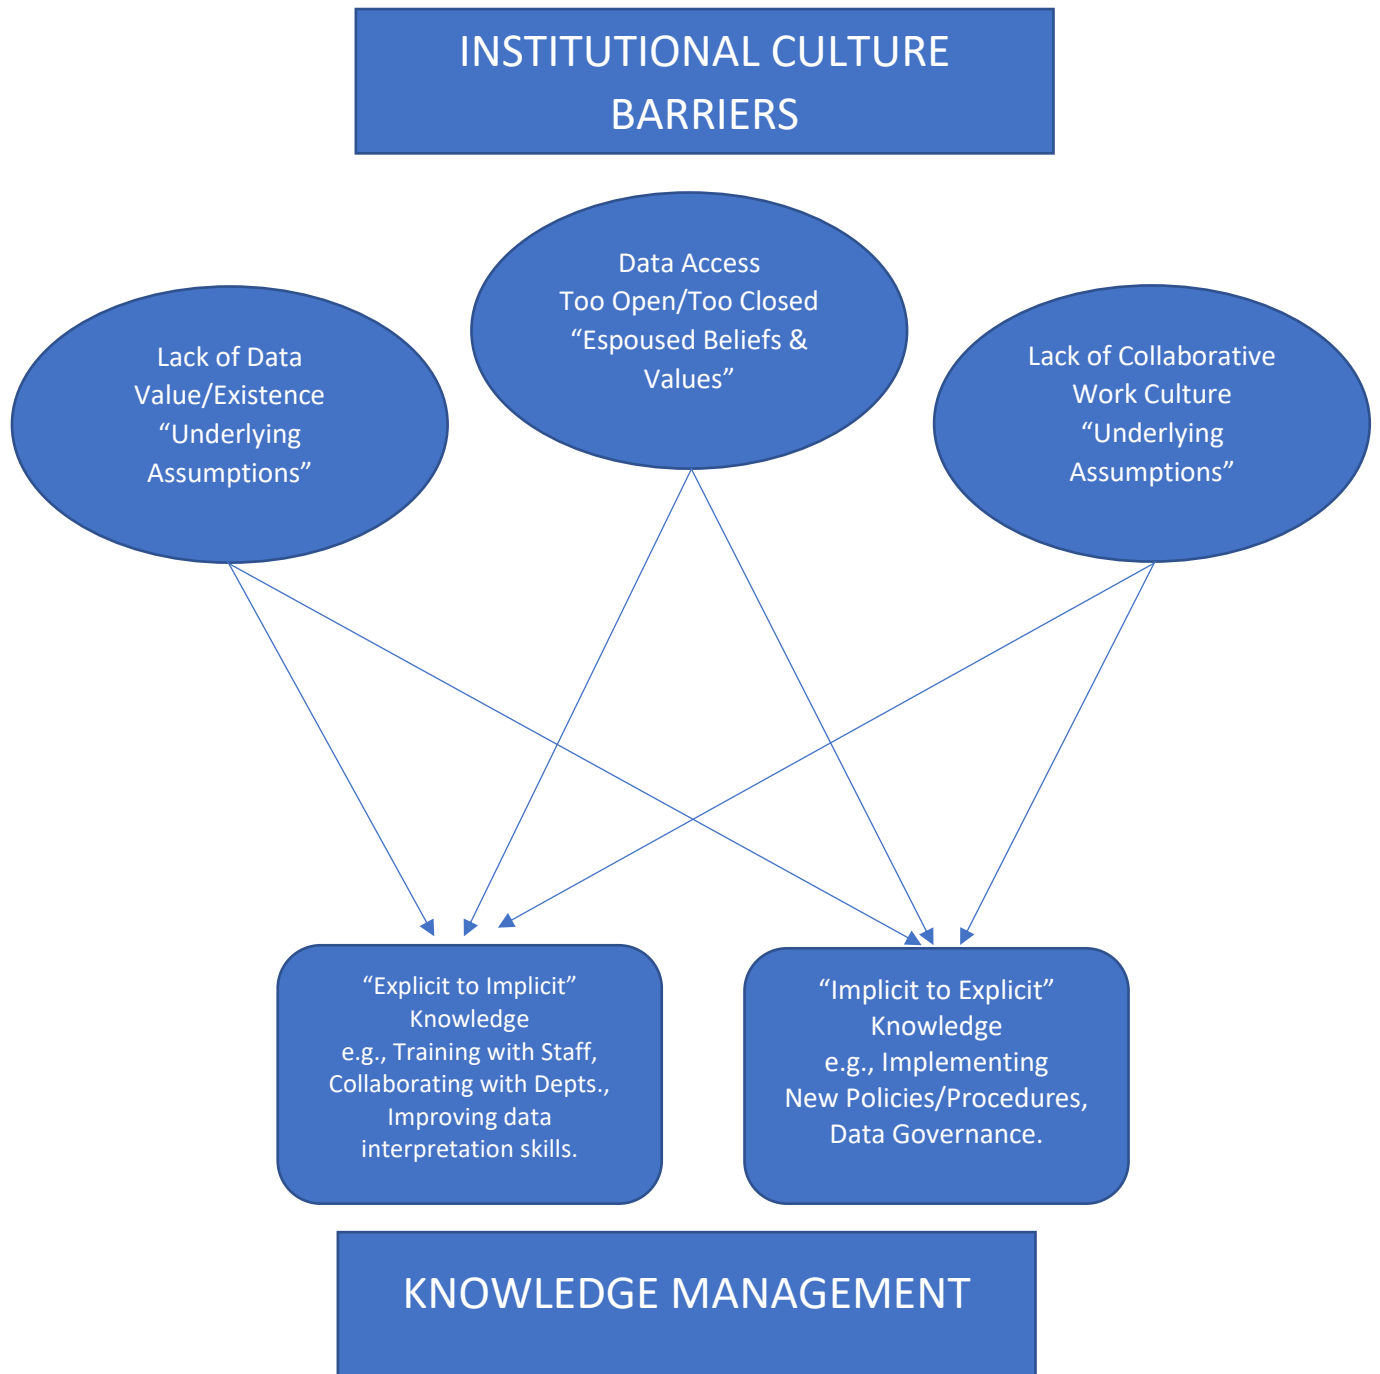 INSTITUTIONAL CULTURE
BARRIERS
Data Access
Too Open/Too Closed
“Espoused Beliefs &
Values”
Lack of Data
Value/Existence
“Underlying
Assumptions”
Lack of Collaborative
Work Culture
“Underlying
Assumptions”
“Explicit to Implicit”
Knowledge
e.g., Training with Staff,
Collaborating with Depts.,
Improving data
interpretation skills.
“Implicit to Explicit”
Knowledge
e.g., Implementing
New Policies/Procedures,
Data Governance.
KNOWLEDGE MANAGEMENT